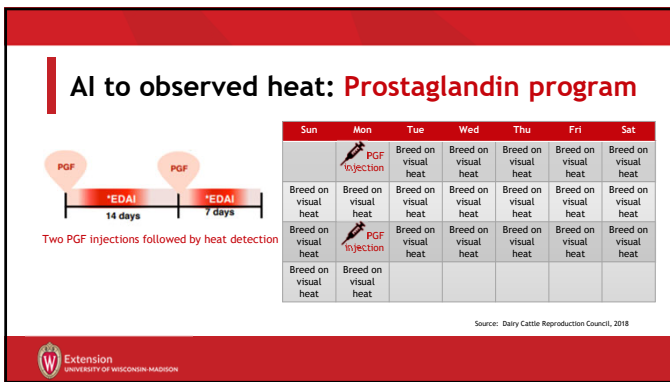 AI to observed heat: Prostaglandin program
PGF
PGF
*EDAI
*EDAI
14 days
7 days
Two PGF injections followed by heat detection
Sun Mon Tue Wed Thu Fri Sat
PGF injection Breed on visual heat Breed on visual heat Breed on visual heat Breed on visual heat Breed on visual heat
Breed on visual heat Breed on visual heat Breed on visual heat Breed on visual heat Breed on visual heat Breed on visual heat Breed on visual heat
Breed on visual heat PGF injection Breed on visual heat Breed on visual heat Breed on visual heat Breed on visual heat Breed on visual heat
Breed on visual heat Breed on visual heat
Source: Dairy Cattle Reproduction Council, 2018
W
Extension
UNIVERSITY OF WISCONSIN-MADISON